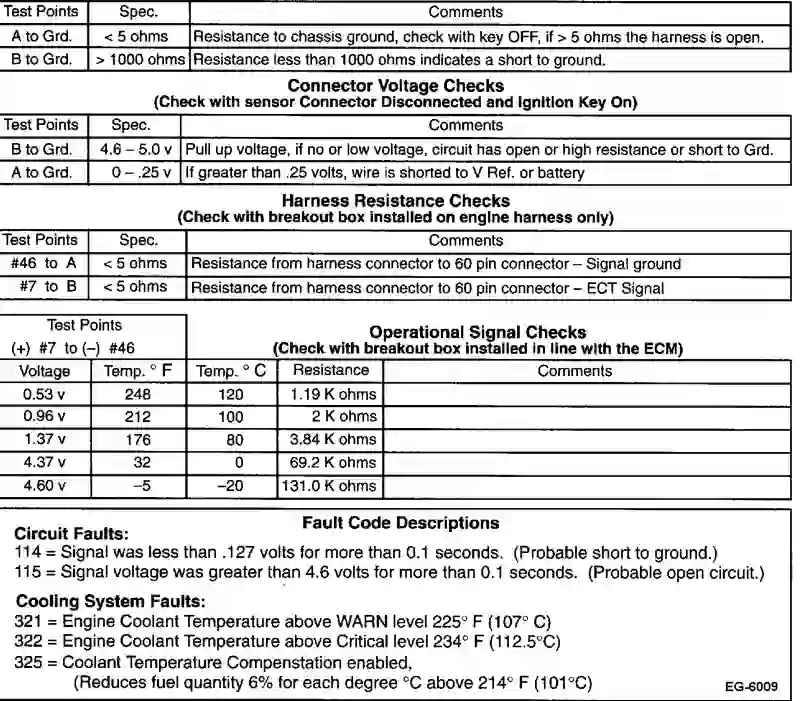 Test Points Spec. Comments
A to Grd. < 5 ohms Resistance to chassis ground, check with key OFF, if > 5 ohms the harness is open.
B to Grd. > 1000 ohms Resistance less than 1000 ohms indicates a short to ground.
Connector Voltage Checks
(Check with sensor Connector Disconnected and Ignition Key On)
Test Points Spec. Comments
B to Grd. 4.6 – 5.0 v Pull up voltage, if no or low voltage, circuit has open or high resistance or short to Grd.
A to Grd. 0 – .25 v If greater than .25 volts, wire is shorted to V Ref. or battery
Harness Resistance Checks
(Check with breakout box installed on engine harness only)
Test Points Spec. Comments
#46 to A < 5 ohms Resistance from harness connector to 60 pin connector – Signal ground
#7 to B < 5 ohms Resistance from harness connector to 60 pin connector – ECT Signal
Test Points
(+) #7 to (–) #46
Operational Signal Checks
(Check with breakout box installed in line with the ECM)
Voltage Temp. ° F Temp. ° C Resistance Comments
0.53 v 248 120 1.19 K ohms
0.96 v 212 100 2 K ohms
1.37 v 176 80 3.84 K ohms
4.37 v 32 0 69.2 K ohms
4.60 v –5 –20 131.0 K ohms
Fault Code Descriptions
Circuit Faults:
114 = Signal was less than .127 volts for more than 0.1 seconds. (Probable short to ground.)
115 = Signal voltage was greater than 4.6 volts for more than 0.1 seconds. (Probable open circuit.)
Cooling System Faults:
321 = Engine Coolant Temperature above WARN level 225° F (107° C)
322 = Engine Coolant Temperature above Critical level 234° F (112.5°C)
325 = Coolant Temperature Compenstation enabled,
(Reduces fuel quantity 6% for each degree °C above 214° F (101°C)
EG-6009